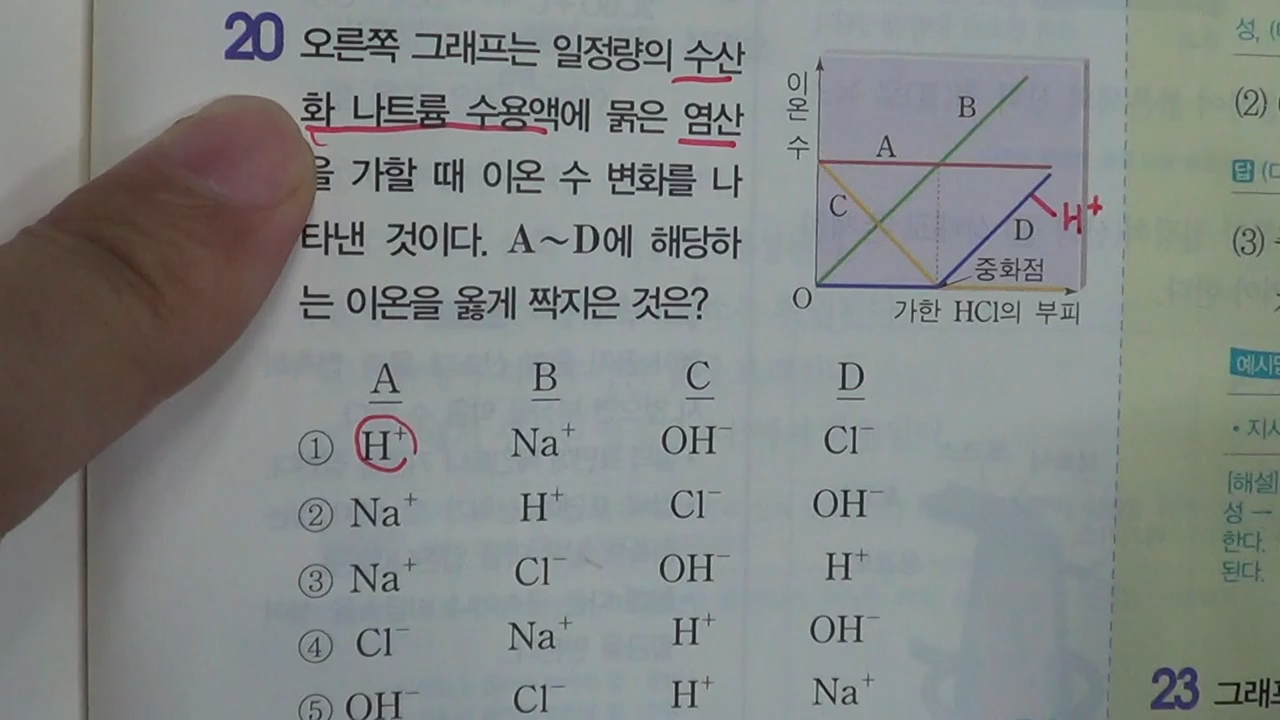 20 오른쪽 그래프는 일정량의 수산
화 나트륨 수용액에 묽은 염산
을 가할 때 이온 수 변화를 나
타낸 것이다. A～D에 해당하
는 이온을 옳게 짝지은 것은?
이온 수
A
B
C
D
H⁺
중화점
O
가한 HCl의 부피
A B C D
① H⁺ Na⁺ OH⁻ Cl⁻
② Na⁺ H⁺ Cl⁻ OH⁻
③ Na⁺ Cl⁻ OH⁻ H⁺
④ Cl⁻ Na⁺ H⁺ OH⁻
⑤ OH⁻ Cl⁻ H⁺ Na⁺
성,
(2)
답
(3)
• 지시
[해설]
성 ㅡ
한다.
된다.
23 그래프